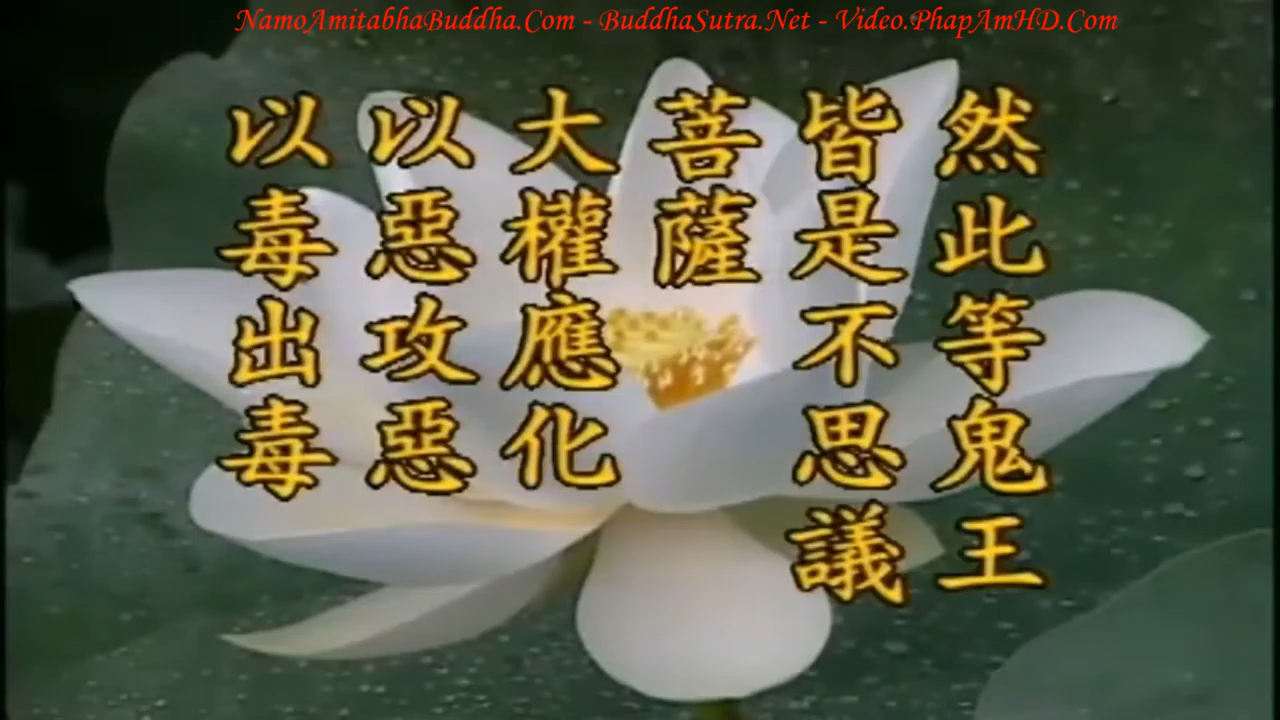 NamoAmitabhaBuddha.Com - BuddhaSutra.Net - Video.PhapAmHD.Com
然此等鬼王
皆是不思議
菩薩
大權應化
以惡攻惡
以毒出毒